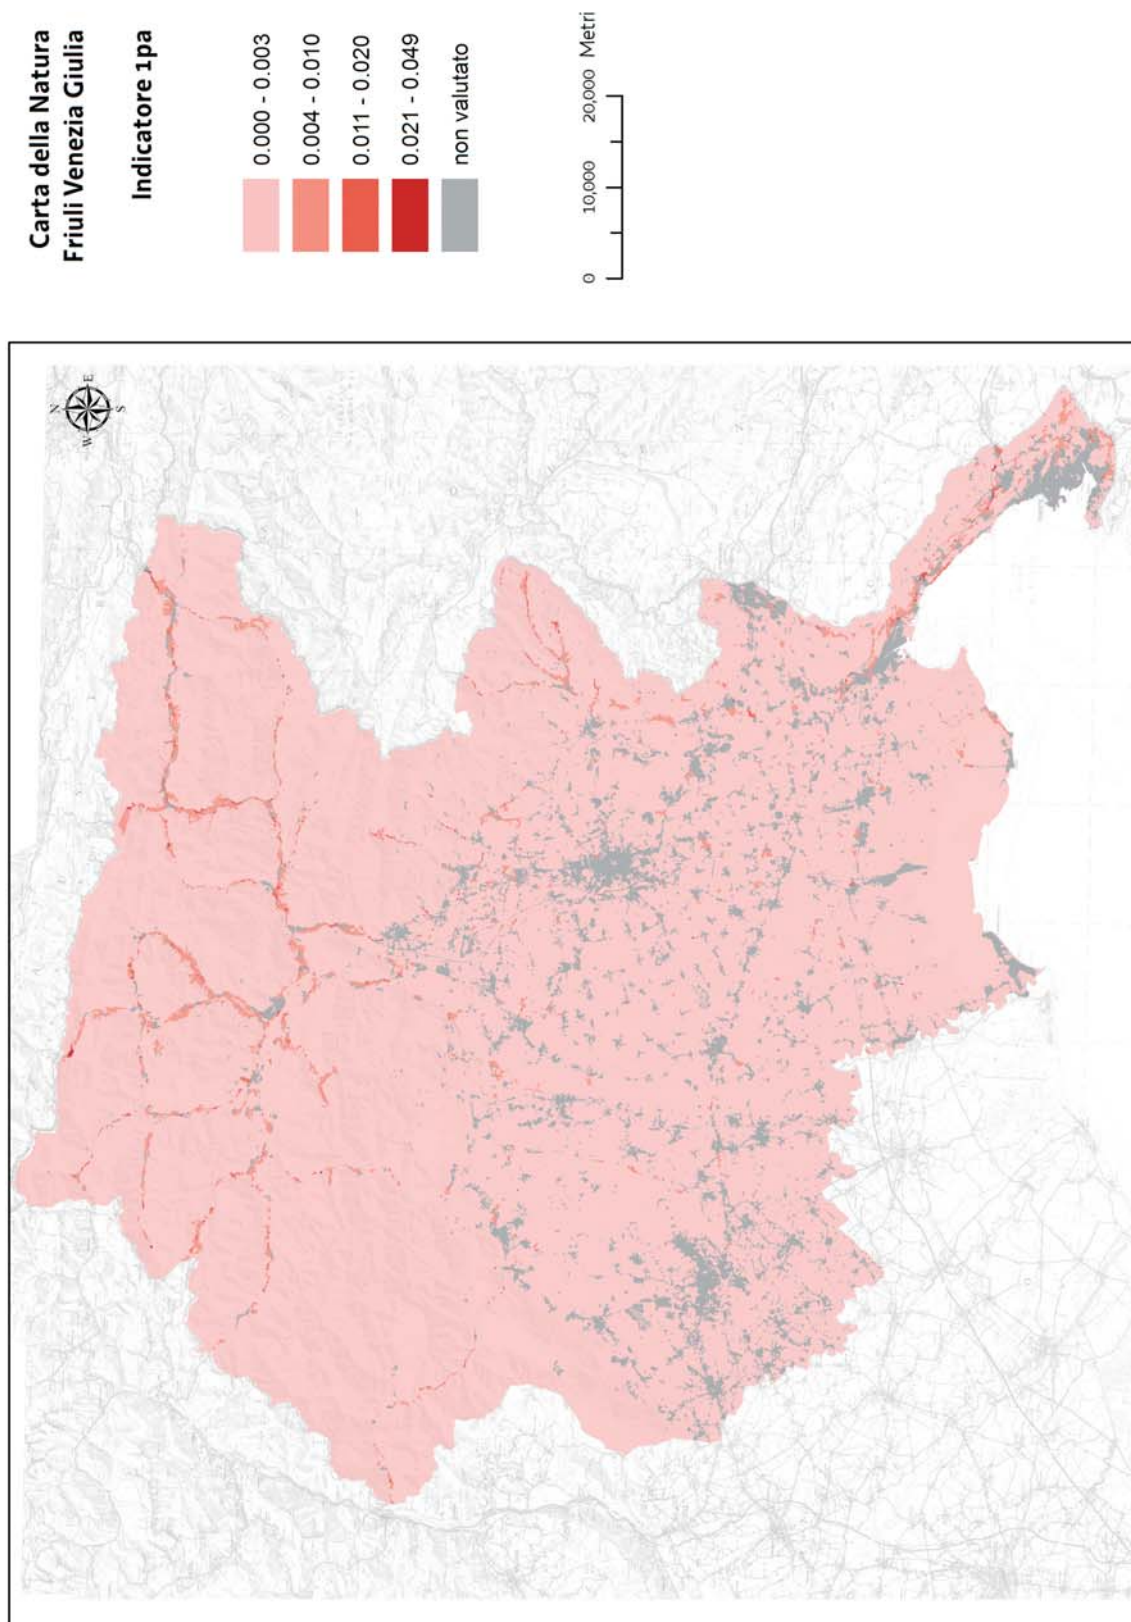 Carta della Natura
Friuli Venezia Giulia
Indicatore 1pa
0.000 - 0.003
0.004 - 0.010
0.011 - 0.020
0.021 - 0.049
non valutato
0 10,000 20,000 Metri
N
W E
S